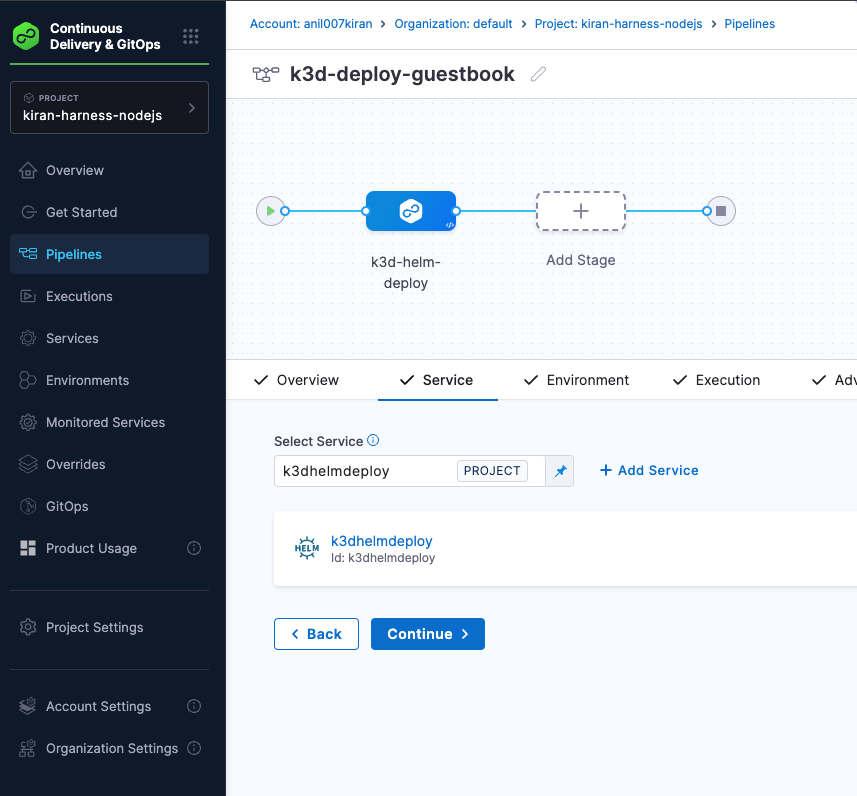 Continuous
Delivery & GitOps
PROJECT
kiran-harness-nodejs
Overview
Get Started
Pipelines
Executions
Services
Environments
Monitored Services
Overrides
GitOps
Product Usage
Project Settings
Account Settings
Organization Settings
Account: anil007kiran > Organization: default > Project: kiran-harness-nodejs > Pipelines
k3d-deploy-guestbook
k3d-helm-
deploy
Add Stage
Overview Service Environment Execution Adv
Select Service
k3dhelmdeploy PROJECT + Add Service
HELM k3dhelmdeploy
Id: k3dhelmdeploy
< Back Continue >